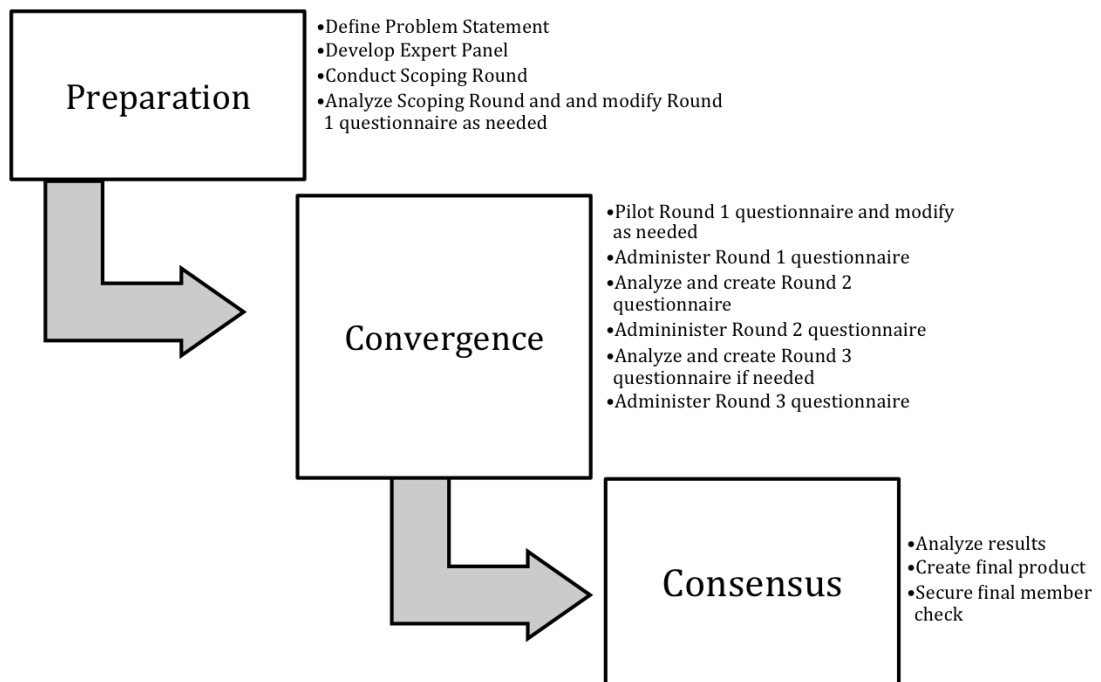 Preparation
•Define Problem Statement
•Develop Expert Panel
•Conduct Scoping Round
•Analyze Scoping Round and and modify Round
1 questionnaire as needed
Convergence
•Pilot Round 1 questionnaire and modify
as needed
•Administer Round 1 questionnaire
•Analyze and create Round 2
questionnaire
•Admininister Round 2 questionnaire
•Analyze and create Round 3
questionnaire if needed
•Administer Round 3 questionnaire
Consensus
•Analyze results
•Create final product
•Secure final member
check